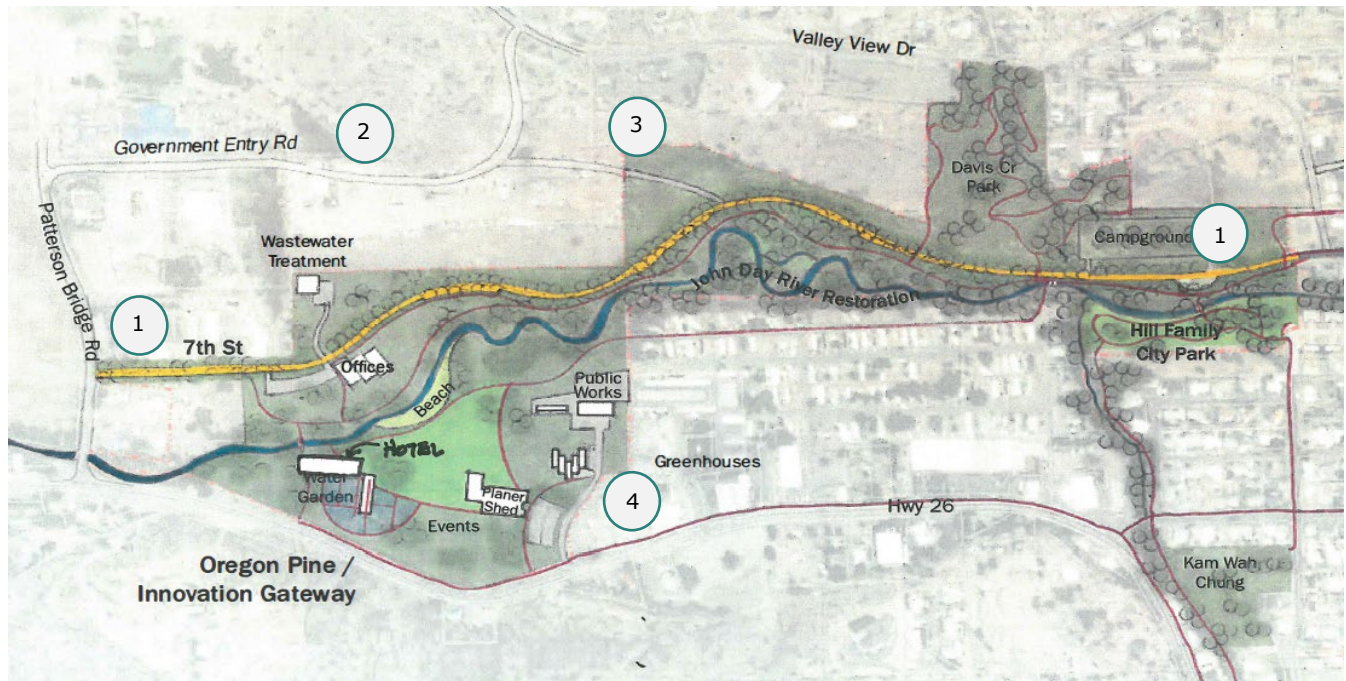 Valley View Dr
2
3
Government Entry Rd
Davis Cr
Park
Patterson Bridge Rd
Wastewater
Treatment
Campground
1
John Day River Restoration
1
7th St
Hill Family
City Park
Offices
Public
Works
Beach
HOTEL
Greenhouses
Water
Garden
Planer
Shed
4
Hwy 26
Events
Oregon Pine /
Innovation Gateway
Kam Wah
Chung